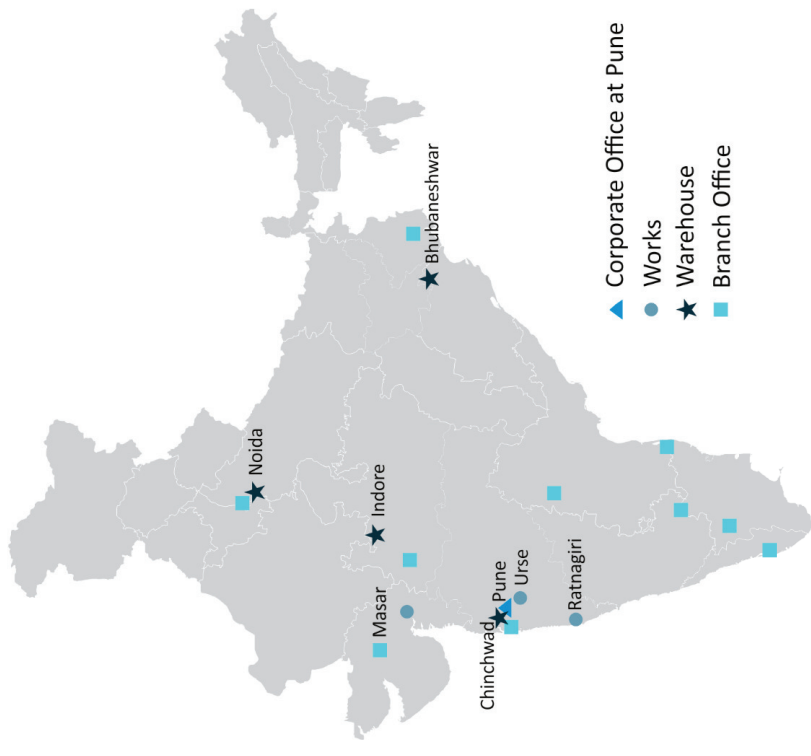 Noida
Indore
Masar
Bhubaneshwar
Chinchwad
Pune
Urse
Ratnagiri
Corporate Office at Pune
Works
Warehouse
Branch Office